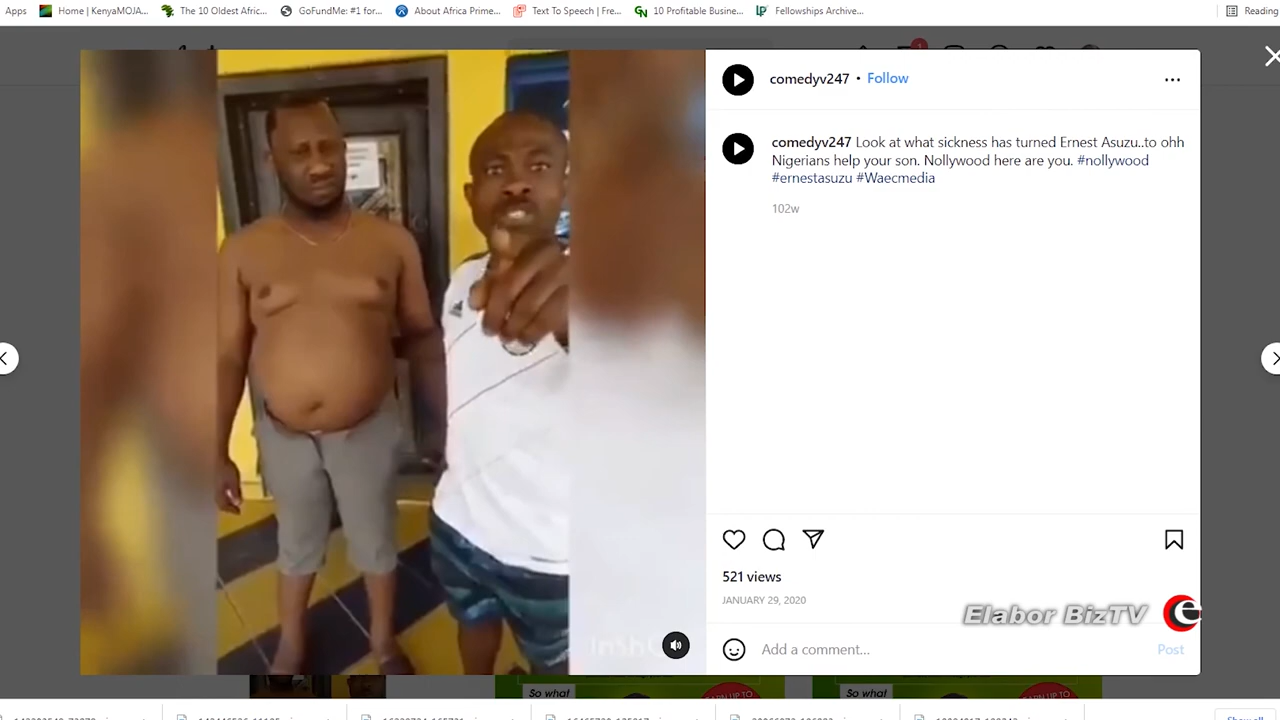 Apps Home | KenyaMOJA... The 10 Oldest Afric... GoFundMe: #1 for... About Africa Prime... Text To Speech | Fre... 10 Profitable Busine... Fellowships Archive... Reading
comedyv247 • Follow
comedyv247 Look at what sickness has turned Ernest Asuzu..to ohh
Nigerians help your son. Nollywood here are you. #nollywood
#ernestasuzu #Waecmedia
102w
521 views
JANUARY 29, 2020
Elabor BizTV e
Add a comment...
Post
So what
So what